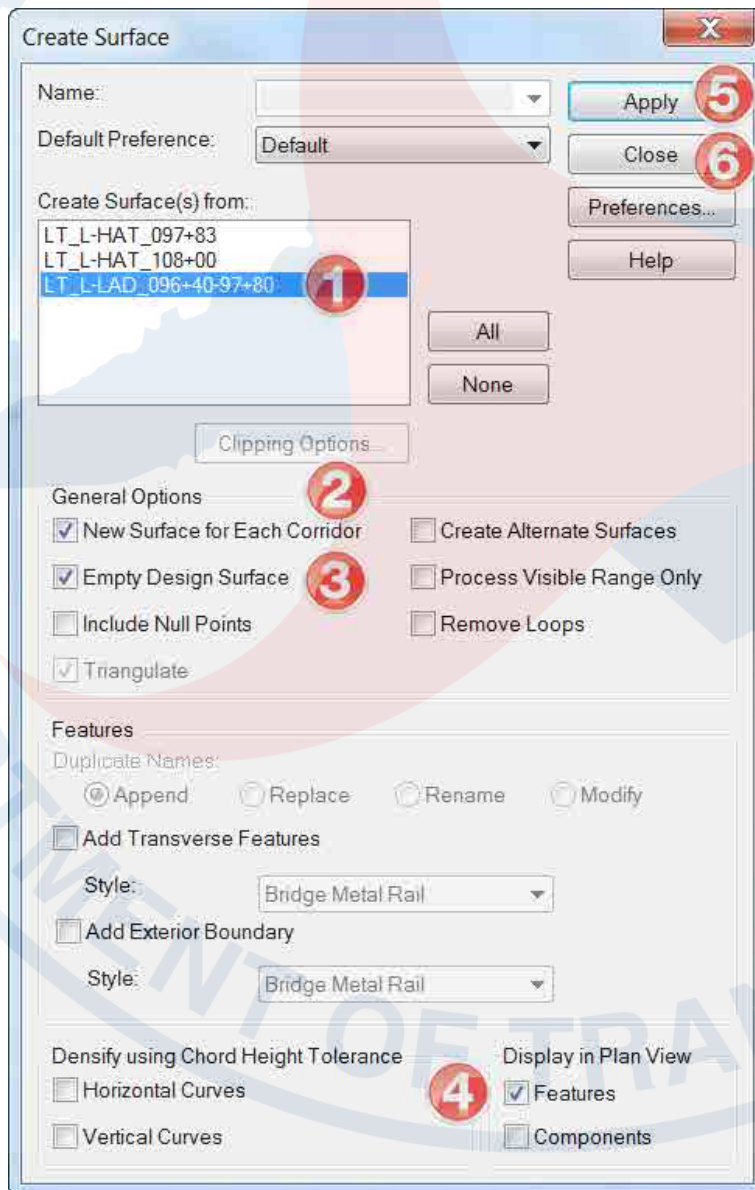 Create Surface
Name:
Apply 5
Default Preference: Default
Close 6
Create Surface(s) from:
Preferences...
LT_L-HAT_097+83
LT_L-HAT_108+00
Help
LT_L-LAD_096+40-97+80 1
All
None
Clipping Options...
General Options 2
New Surface for Each Corridor Create Alternate Surfaces
Empty Design Surface 3 Process Visible Range Only
Include Null Points Remove Loops
Triangulate
Features
Duplicate Names:
Append Replace Rename Modify
Add Transverse Features
Style: Bridge Metal Rail
Add Exterior Boundary
Style: Bridge Metal Rail
Densify using Chord Height Tolerance Display in Plan View
Horizontal Curves 4 Features
Vertical Curves Components
TMENT OF TRA